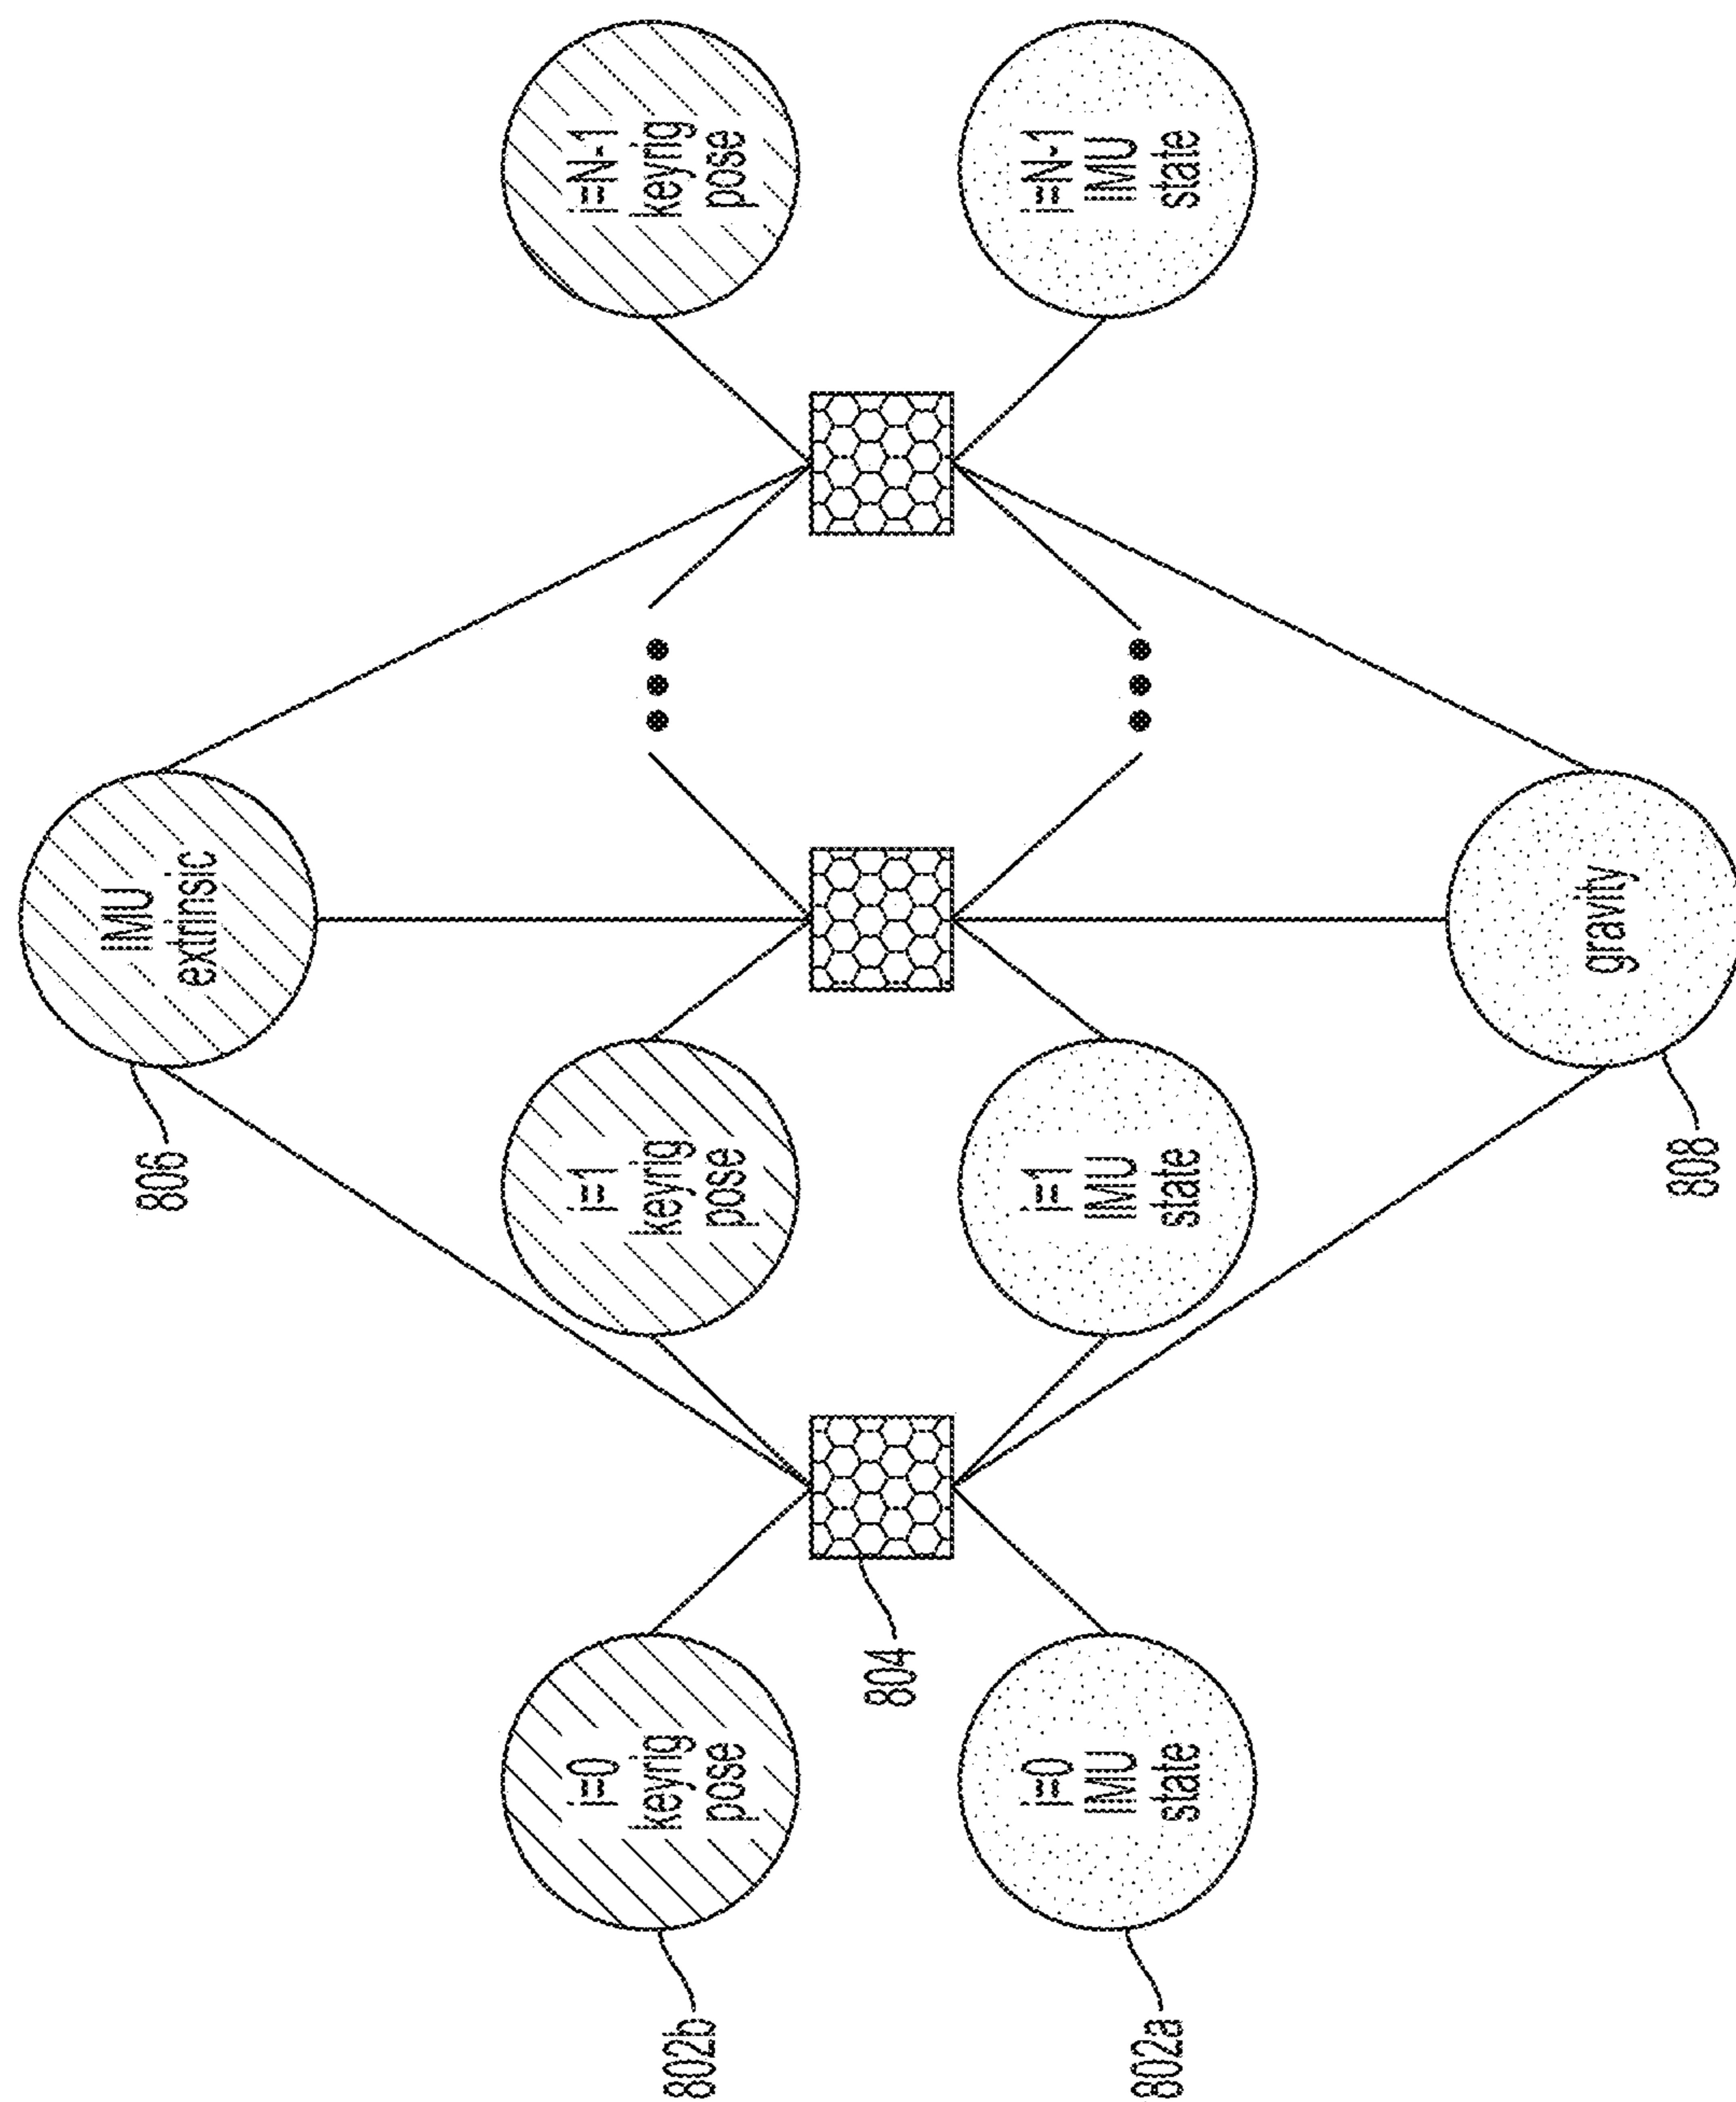 IMU
extrinsic
806
i=0
keyrig
pose
i=1
keyrig
pose
i=N-1
keyrig
pose
802b
804
i=0
IMU
state
i=1
IMU
state
i=N-1
IMU
state
802a
gravity
808